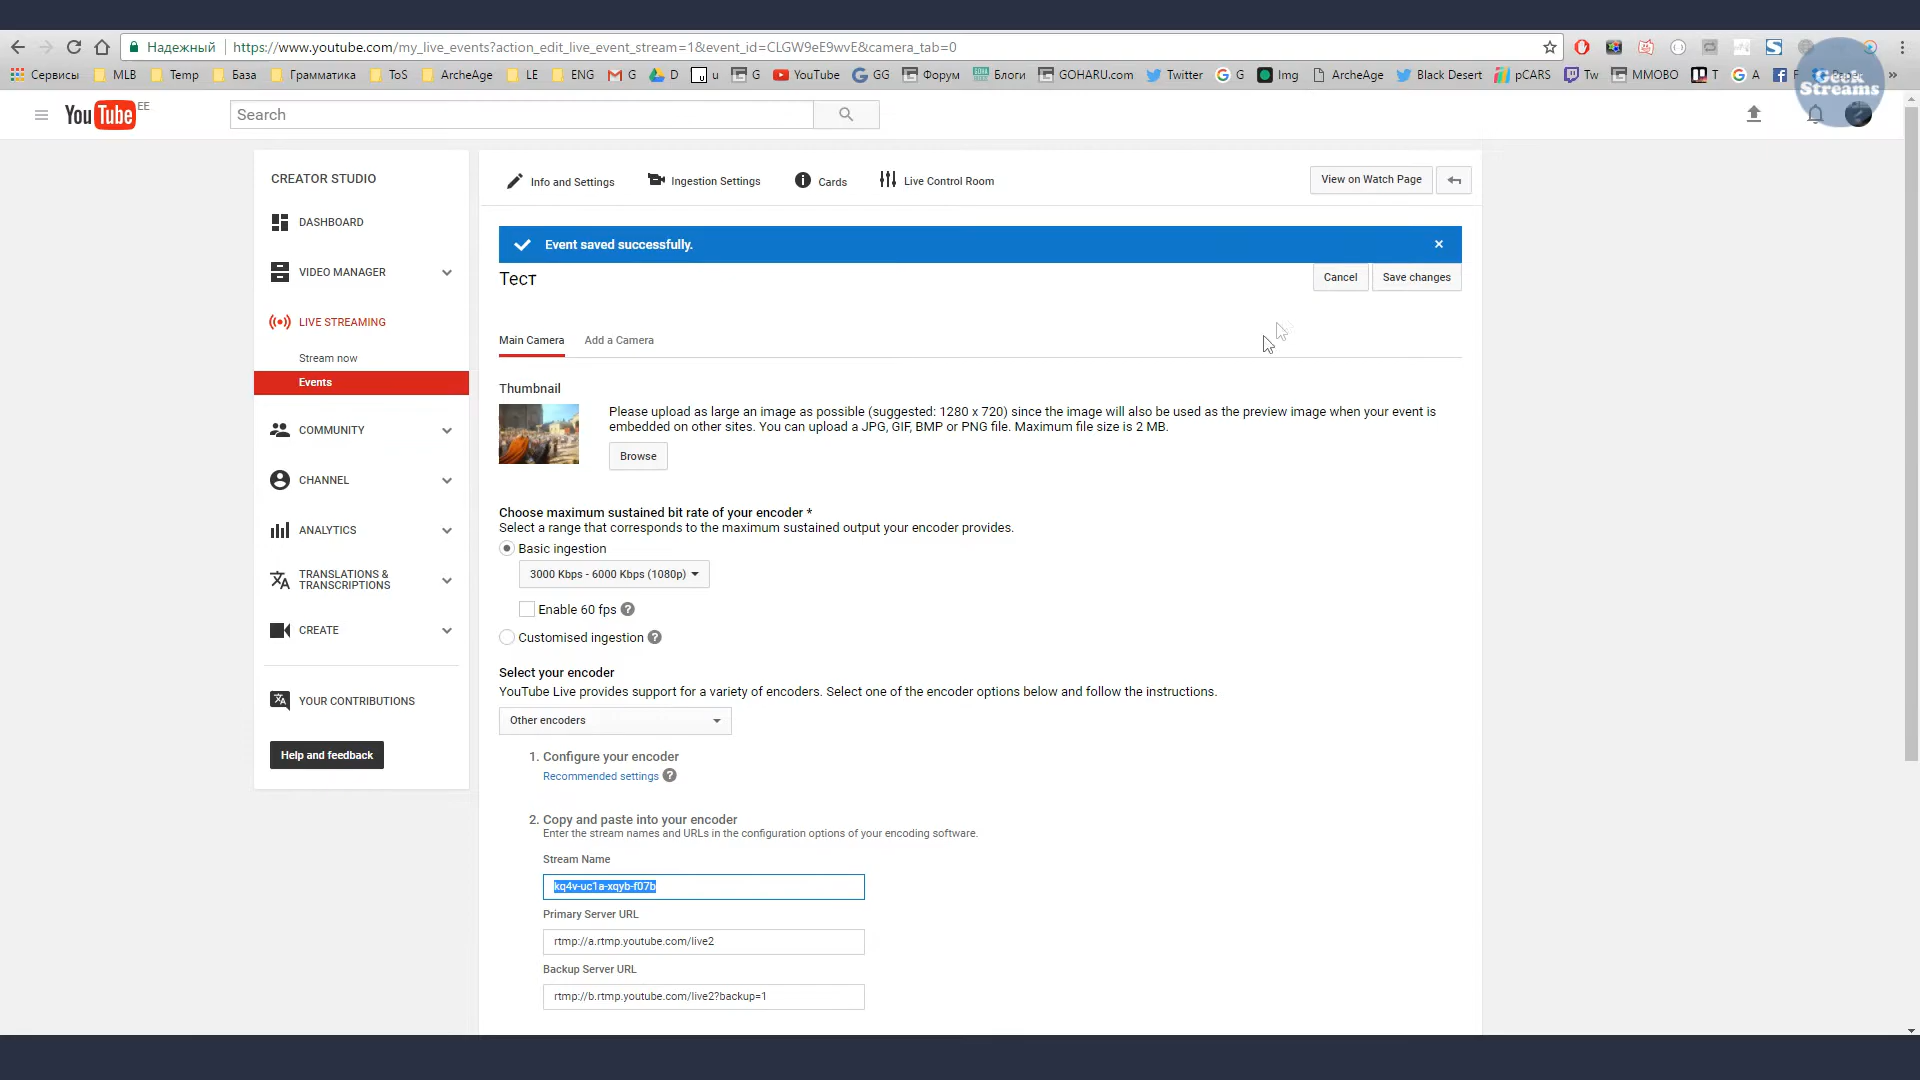 Надежный
https://www.youtube.com/my_live_events?action_edit_live_event_stream=1&event_id=CLGW9eE9wvE&camera_tab=0
Сервисы MLB Temp База Грамматика ToS ArcheAge LE ENG G D u G YouTube GG Форум Блоги GOHARU.com Twitter G Img ArcheAge Black Desert pCARS Tw MMOBO T A
Geek
Streams
YouTube EE
Search
CREATOR STUDIO
DASHBOARD
VIDEO MANAGER
LIVE STREAMING
Stream now
Events
COMMUNITY
CHANNEL
ANALYTICS
TRANSLATIONS &
TRANSCRIPTIONS
CREATE
YOUR CONTRIBUTIONS
Help and feedback
Info and Settings Ingestion Settings Cards Live Control Room
View on Watch Page
Event saved successfully.
Тест
Cancel Save changes
Main Camera Add a Camera
Thumbnail
Please upload as large an image as possible (suggested: 1280 x 720) since the image will also be used as the preview image when your event is
embedded on other sites. You can upload a JPG, GIF, BMP or PNG file. Maximum file size is 2 MB.
Browse
Choose maximum sustained bit rate of your encoder *
Select a range that corresponds to the maximum sustained output your encoder provides.
Basic ingestion
3000 Kbps - 6000 Kbps (1080p)
Enable 60 fps ?
Customised ingestion ?
Select your encoder
YouTube Live provides support for a variety of encoders. Select one of the encoder options below and follow the instructions.
Other encoders
1. Configure your encoder
Recommended settings ?
2. Copy and paste into your encoder
Enter the stream names and URLs in the configuration options of your encoding software.
Stream Name
kq4v-uc1a-xqyb-f07b
Primary Server URL
rtmp://a.rtmp.youtube.com/live2
Backup Server URL
rtmp://b.rtmp.youtube.com/live2?backup=1